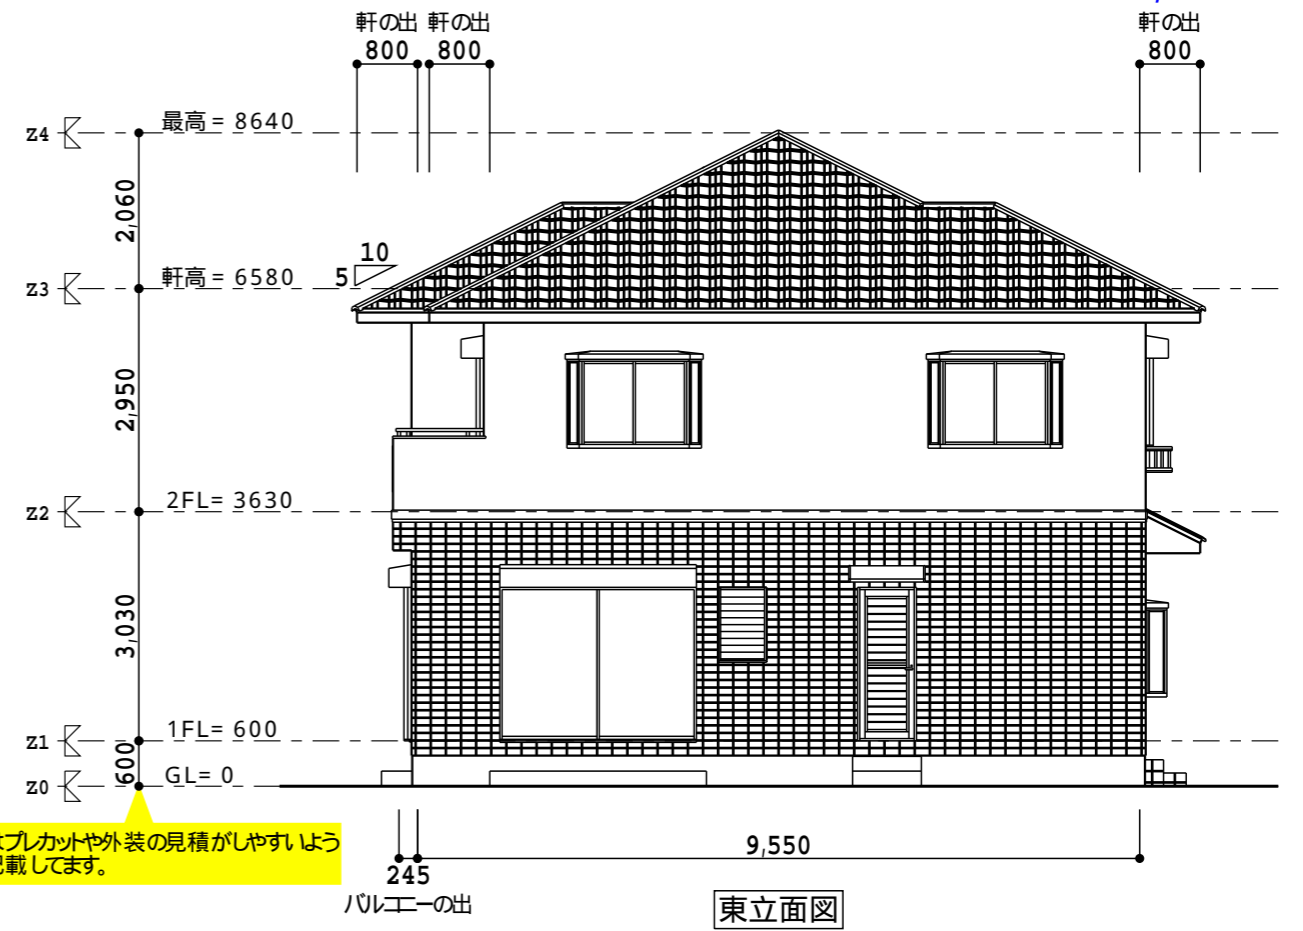 軒の出 軒の出 軒の出
800 800 800
Z4 最高 = 8640
2,060
10
5
Z3 軒高 = 6580
2,950
Z2 2FL= 3630
3,030
Z1 1FL= 600
600
Z0 GL= 0
プレカットや外装の見積がしやすいよう
載してます。
9,550
245
バルコニーの出
東立面図